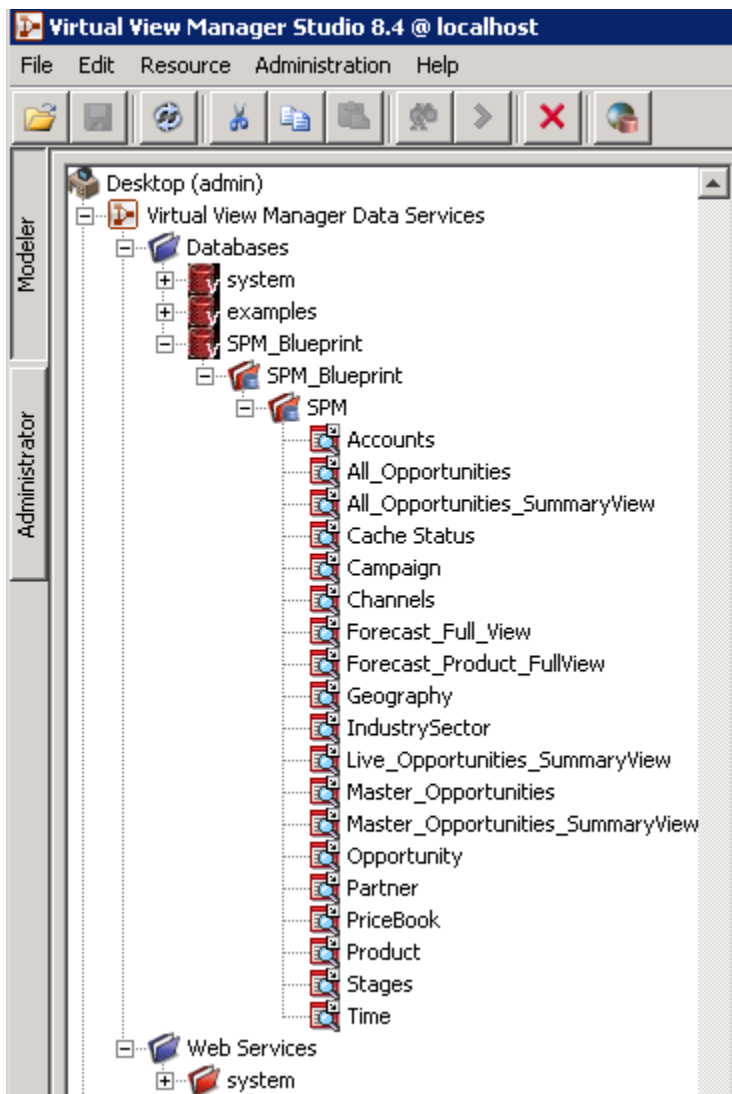 Virtual View Manager Studio 8.4 @ localhost
File Edit Resource Administration Help
Modeler
Administrator
Desktop (admin)
Virtual View Manager Data Services
Databases
system
examples
SPM_Blueprint
SPM_Blueprint
SPM
Accounts
All_Opportunities
All_Opportunities_SummaryView
Cache Status
Campaign
Channels
Forecast_Full_View
Forecast_Product_FullView
Geography
IndustrySector
Live_Opportunities_SummaryView
Master_Opportunities
Master_Opportunities_SummaryView
Opportunity
Partner
PriceBook
Product
Stages
Time
Web Services
system